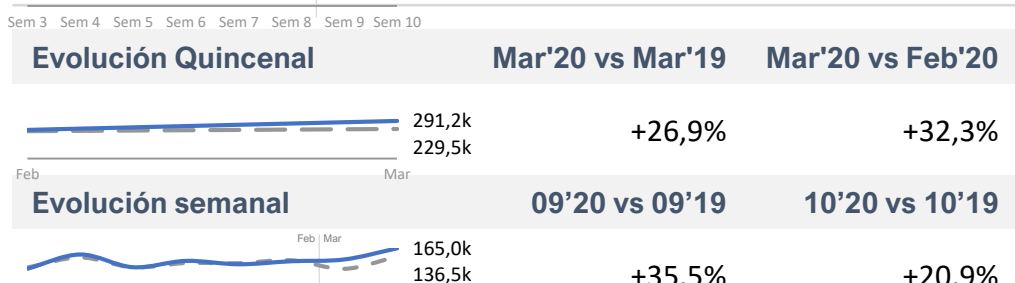 Sem 3 Sem 4 Sem 5 Sem 6 Sem 7 Sem 8 Sem 9 Sem 10
Evolución Quincenal Mar'20 vs Mar'19 Mar'20 vs Feb'20
291,2k
+26,9% +32,3%
229,5k
Feb Mar
Evolución semanal 09’20 vs 09’19 10’20 vs 10’19
Feb Mar
165,0k
136,5k
+35,5% +20,9%